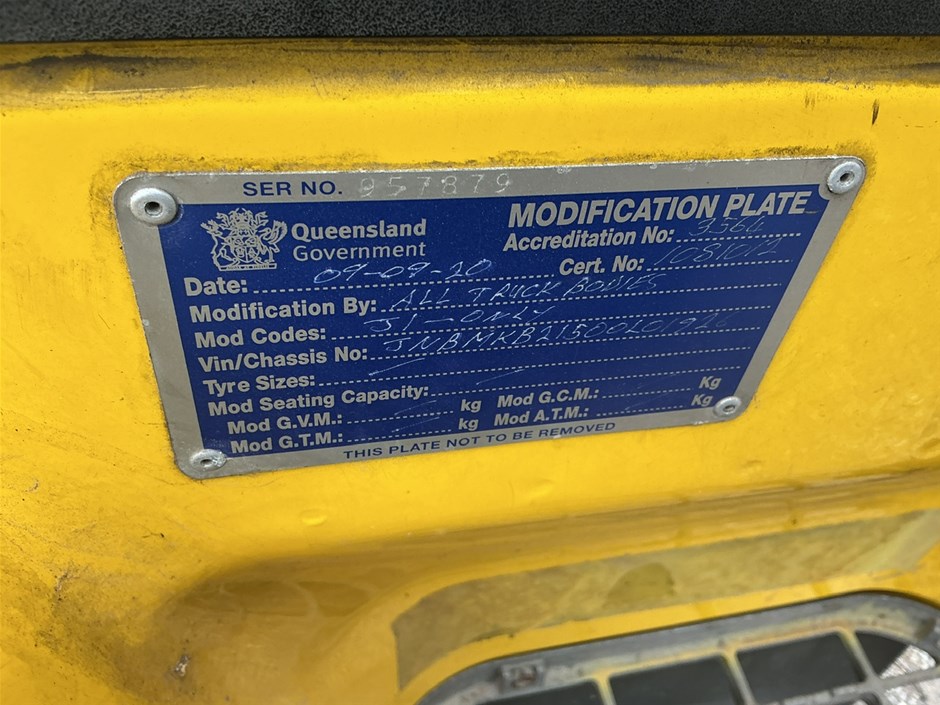 SER NO. 957879
Queensland Government
MODIFICATION PLATE
Accreditation No: 3564
Date: 09-09-10
Cert. No: 1051012
Modification By: ALL TRUCK BODIES
Mod Codes: J1-ONLY
Vin/Chassis No:
Tyre Sizes: —
Mod Seating Capacity: —
Mod G.V.M.: — kg Mod G.C.M.: Kg
Mod G.T.M.: kg Mod A.T.M.: Kg
THIS PLATE NOT TO BE REMOVED